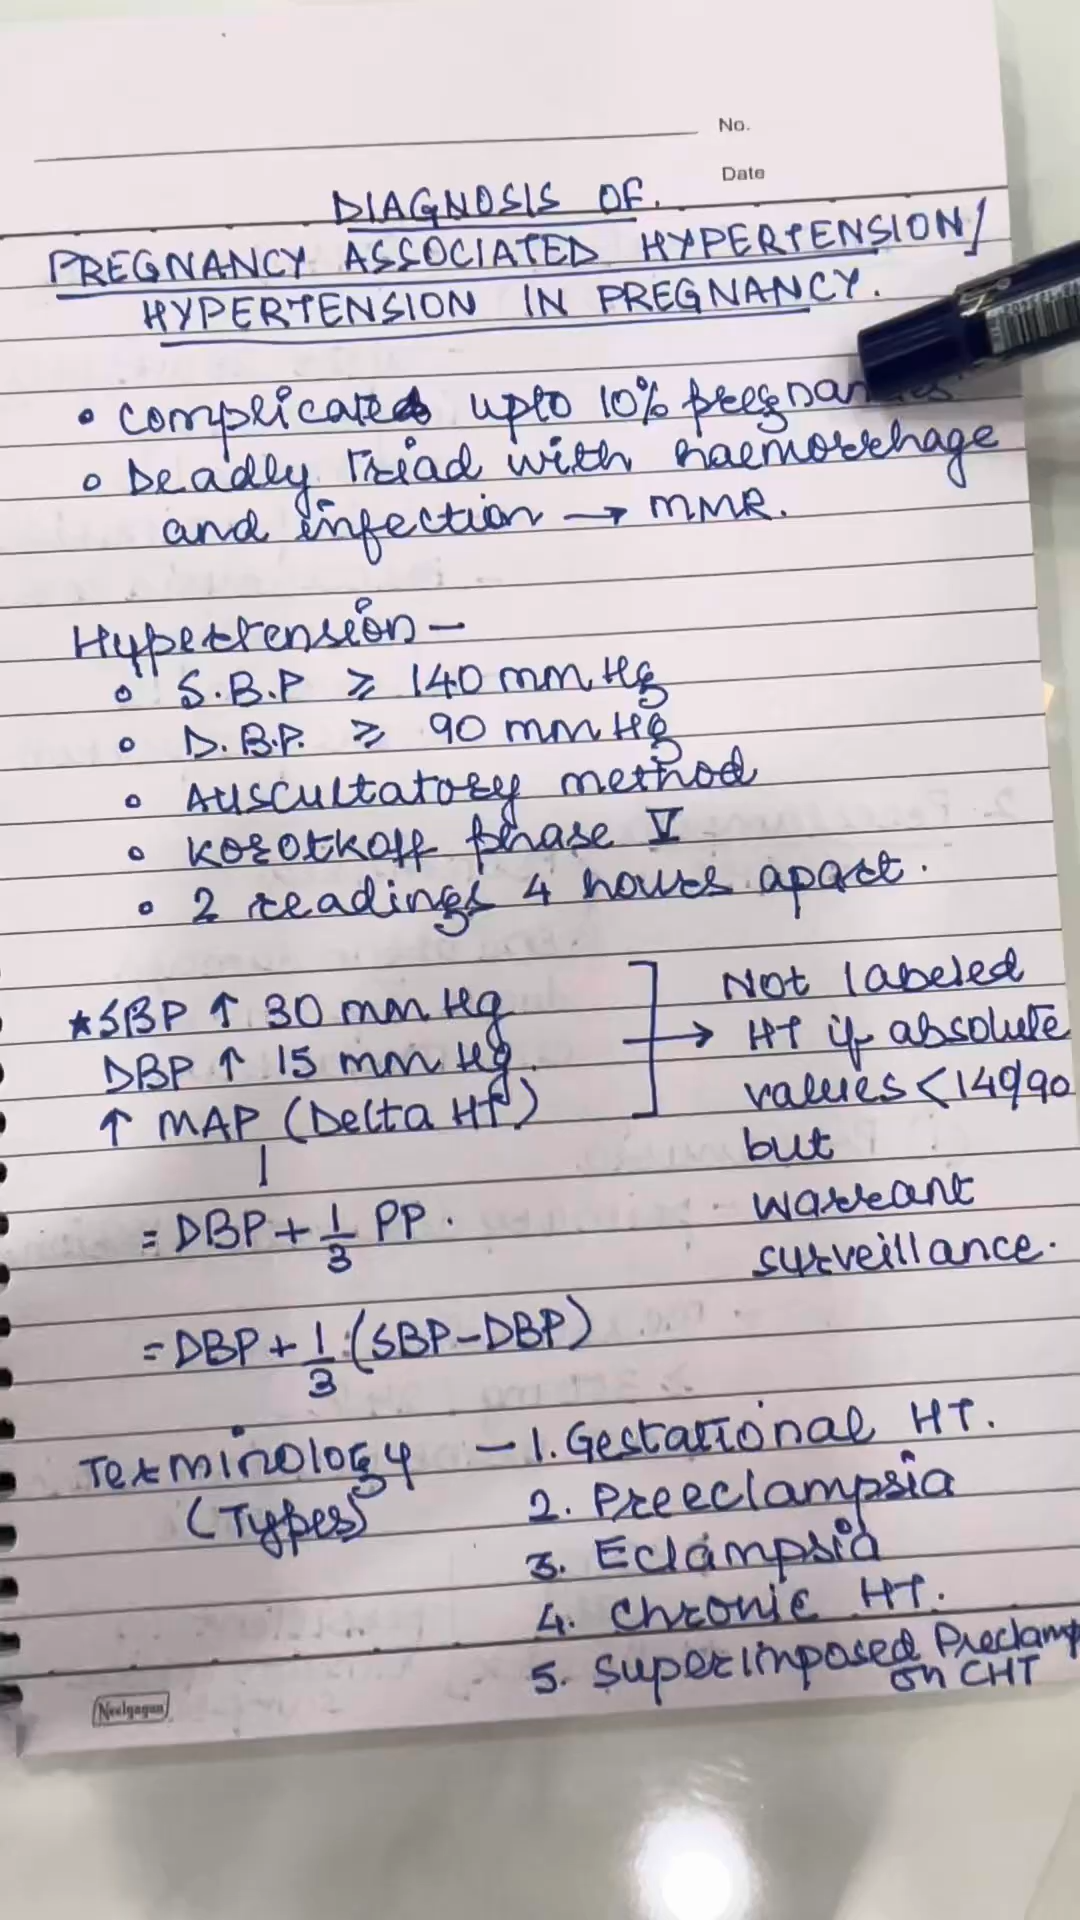 No.
Date
DIAGNOSIS OF.
PREGNANCY ASSOCIATED HYPERTENSION/
HYPERTENSION IN PREGNANCY.
• Complicates upto 10%
• Deadly Triad with haemorrhage
and infection → MMR.
Hypertension -
• S.B.P ≥ 140 mm Hg
• D.B.P. ≥ 90 mm Hg
• Auscultatory method
• Korotkoff phase V
• 2 readings 4 hours apart.
*SBP ↑ 30 mm Hg
DBP ↑ 15 mm Hg.
↑ MAP (Delta HT)
= DBP + 1/3 PP.
= DBP + 1/3 (SBP-DBP)
→ Not labeled
HT if absolute
values < 140/90
but
warrant
surveillance.
Terminology - 1. Gestational HT.
(Types) 2. Preeclampsia
3. Eclampsia
4. Chronic HT.
5. Superimposed Preclamp
on CHT
Neelgagan